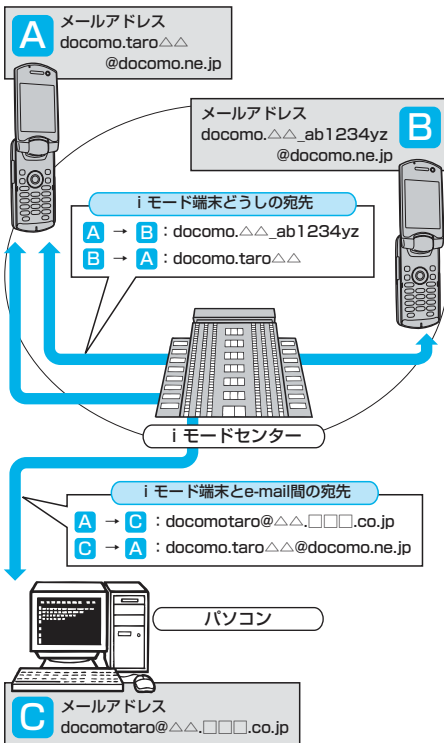 A メールアドレス
docomo.taro△△
@docomo.ne.jp
メールアドレス B
docomo.△△_ab1234yz
@docomo.ne.jp
iモード端末どうしの宛先
A → B：docomo.△△_ab1234yz
B → A：docomo.taro△△
iモードセンター
iモード端末とe-mail間の宛先
A → C：docomotaro@△△.□□□.co.jp
C → A：docomo.taro△△@docomo.ne.jp
パソコン
C メールアドレス
docomotaro@△△.□□□.co.jp